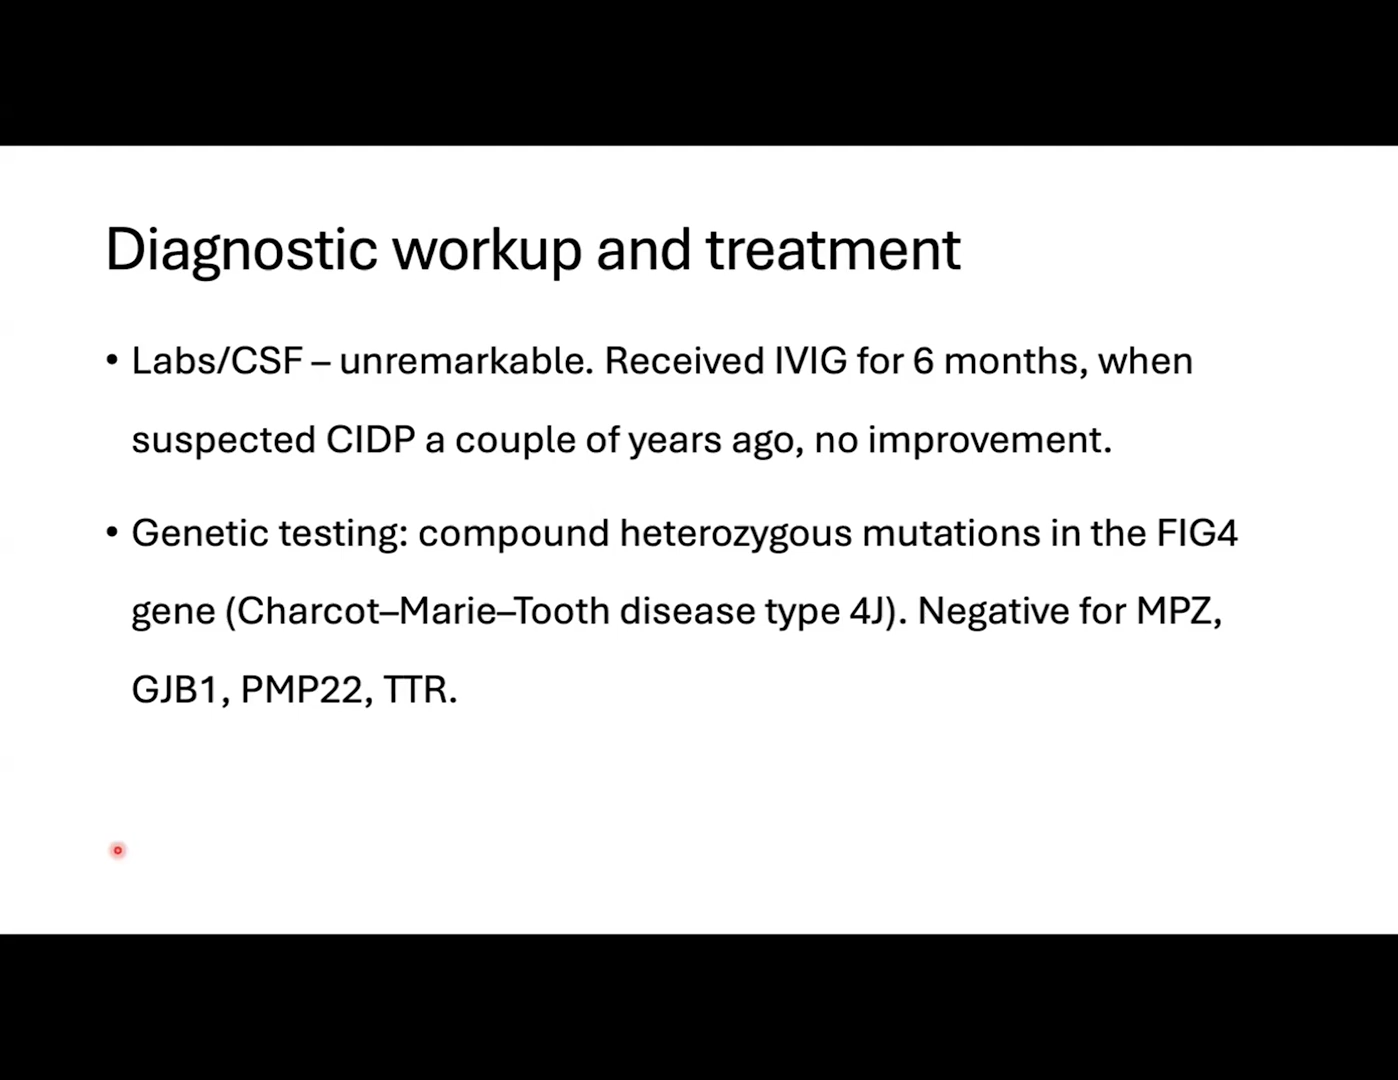 Diagnostic workup and treatment
• Labs/CSF – unremarkable. Received IVIG for 6 months, when
suspected CIDP a couple of years ago, no improvement.
• Genetic testing: compound heterozygous mutations in the FIG4
gene (Charcot–Marie–Tooth disease type 4J). Negative for MPZ,
GJB1, PMP22, TTR.